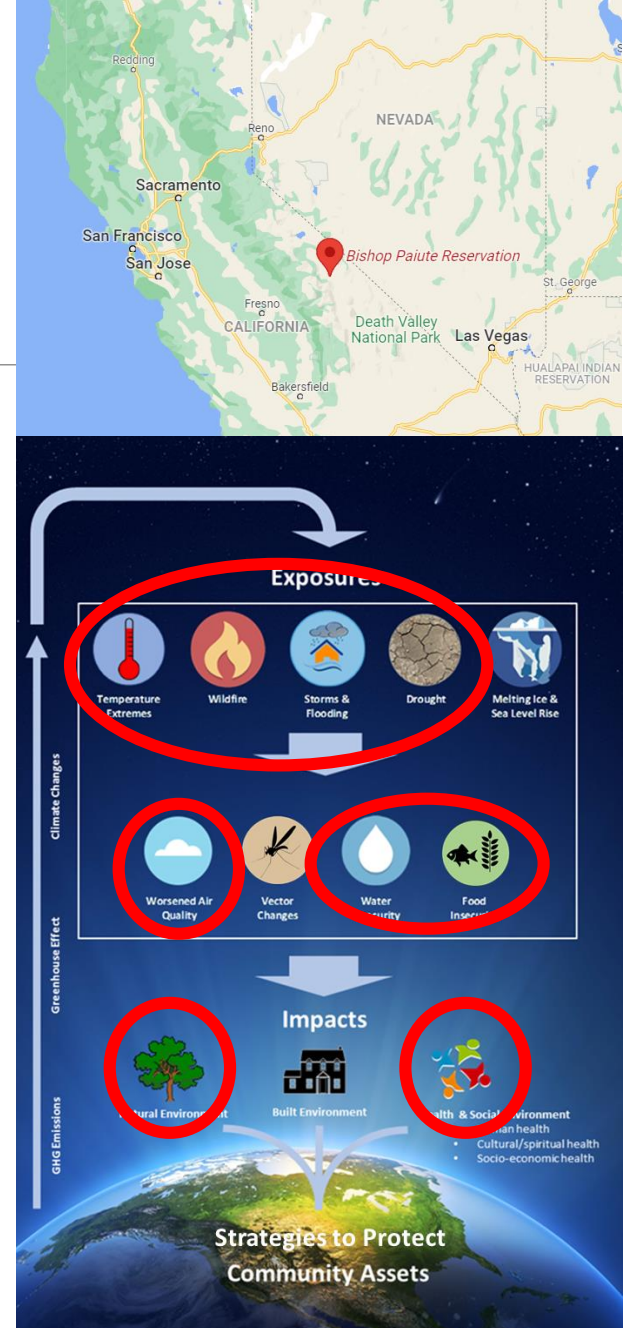 Redding
Reno
NEVADA
Sacramento
San Francisco
San Jose
Bishop Paiute Reservation
St. George
Fresno
CALIFORNIA
Death Valley
National Park
Las Vegas
HUALAPAI INDIAN
RESERVATION
Bakersfield
Exposures
Temperature
Extremes
Wildfire
Storms &
Flooding
Drought
Melting Ice &
Sea Level Rise
Climate Changes
Worsened Air
Quality
Vector
Changes
Water
Food
Greenhouse Effect
Impacts
Natural Environment
Built Environment
& Social Environment
Cultural/spiritual health
Socio-economic health
GHG Emissions
Strategies to Protect
Community Assets